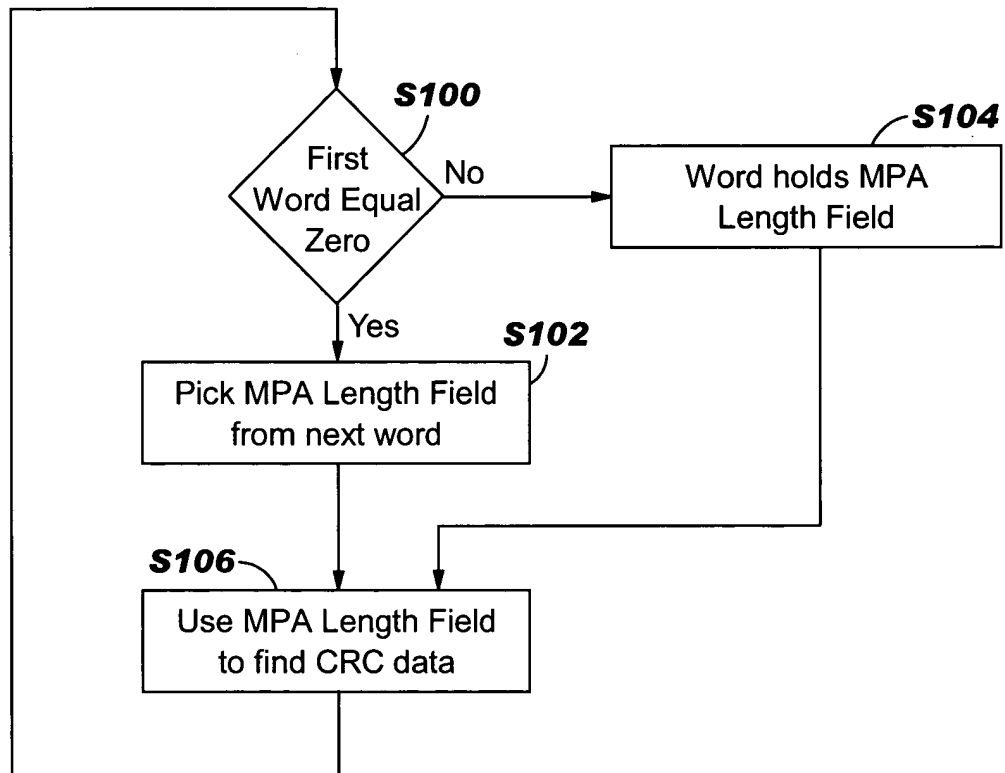 S100
First
Word Equal
Zero
No
S104
Word holds MPA
Length Field
Yes
S102
Pick MPA Length Field
from next word
S106
Use MPA Length Field
to find CRC data